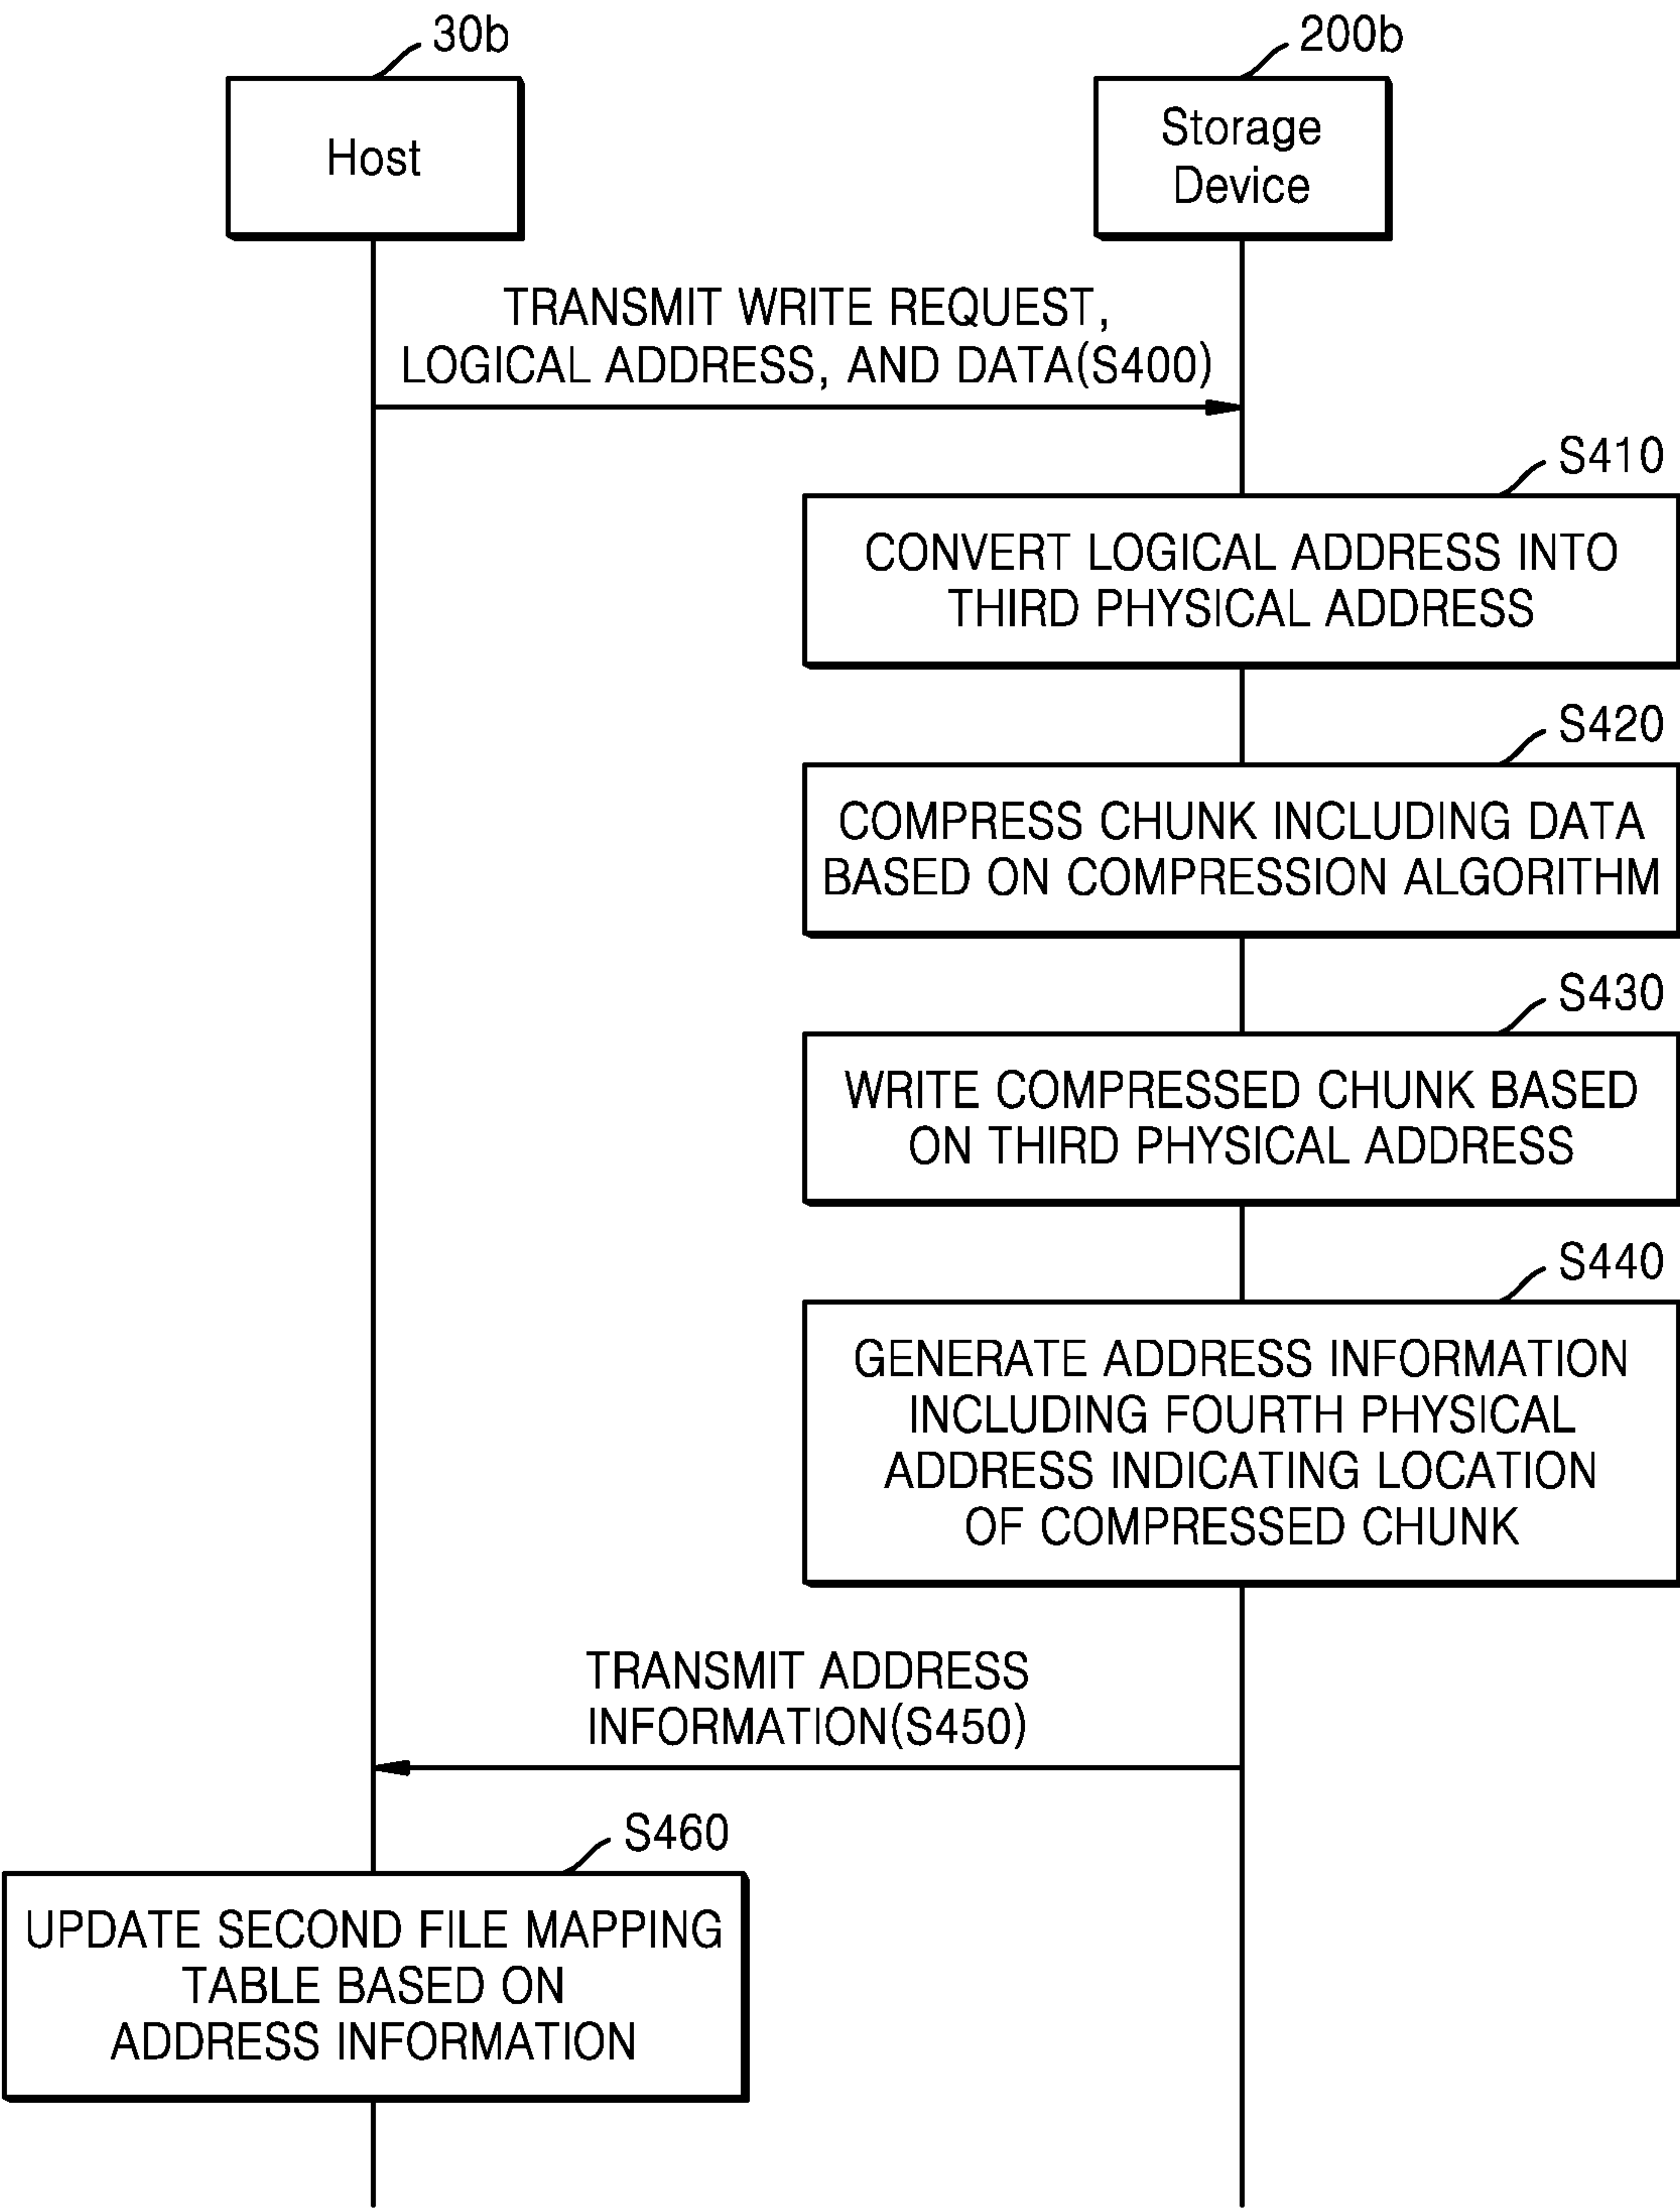 30b
200b
Host
Storage
Device
TRANSMIT WRITE REQUEST,
LOGICAL ADDRESS, AND DATA(S400)
S410
CONVERT LOGICAL ADDRESS INTO
THIRD PHYSICAL ADDRESS
S420
COMPRESS CHUNK INCLUDING DATA
BASED ON COMPRESSION ALGORITHM
S430
WRITE COMPRESSED CHUNK BASED
ON THIRD PHYSICAL ADDRESS
S440
GENERATE ADDRESS INFORMATION
INCLUDING FOURTH PHYSICAL
ADDRESS INDICATING LOCATION
OF COMPRESSED CHUNK
TRANSMIT ADDRESS
INFORMATION(S450)
S460
UPDATE SECOND FILE MAPPING
TABLE BASED ON
ADDRESS INFORMATION